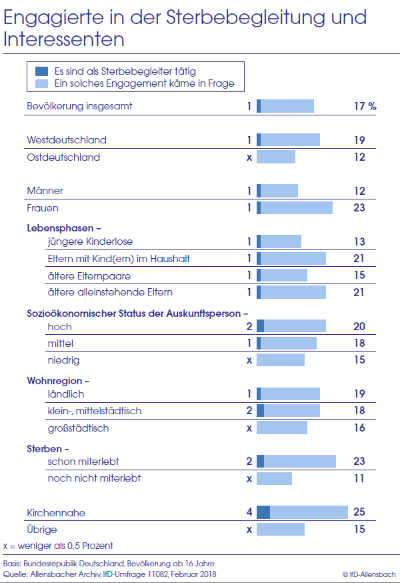 Engagierte in der Sterbebegleitung und
Interessenten
Es sind als Sterbebegleiter tätig
Ein solches Engagement käme in Frage
Bevölkerung insgesamt 1 17 %
Westdeutschland 1 19
Ostdeutschland x 12
Männer 1 12
Frauen 1 23
Lebensphasen –
jüngere Kinderlose 1 13
Eltern mit Kind(ern) im Haushalt 1 21
ältere Elternpaare 1 15
ältere alleinstehende Eltern 1 21
Sozioökonomischer Status der Auskunftsperson –
hoch 2 20
mittel 1 18
niedrig x 15
Wohnregion –
ländlich 1 19
klein-, mittelstädtisch 2 18
großstädtisch x 16
Sterben –
schon miterlebt 2 23
noch nicht miterlebt x 11
Kirchennahe 4 25
Übrige x 15
x = weniger als 0,5 Prozent
Basis: Bundesrepublik Deutschland, Bevölkerung ab 16 Jahre
Quelle: Allensbacher Archiv, IfD-Umfrage 11082, Februar 2018 © IfD-Allensbach